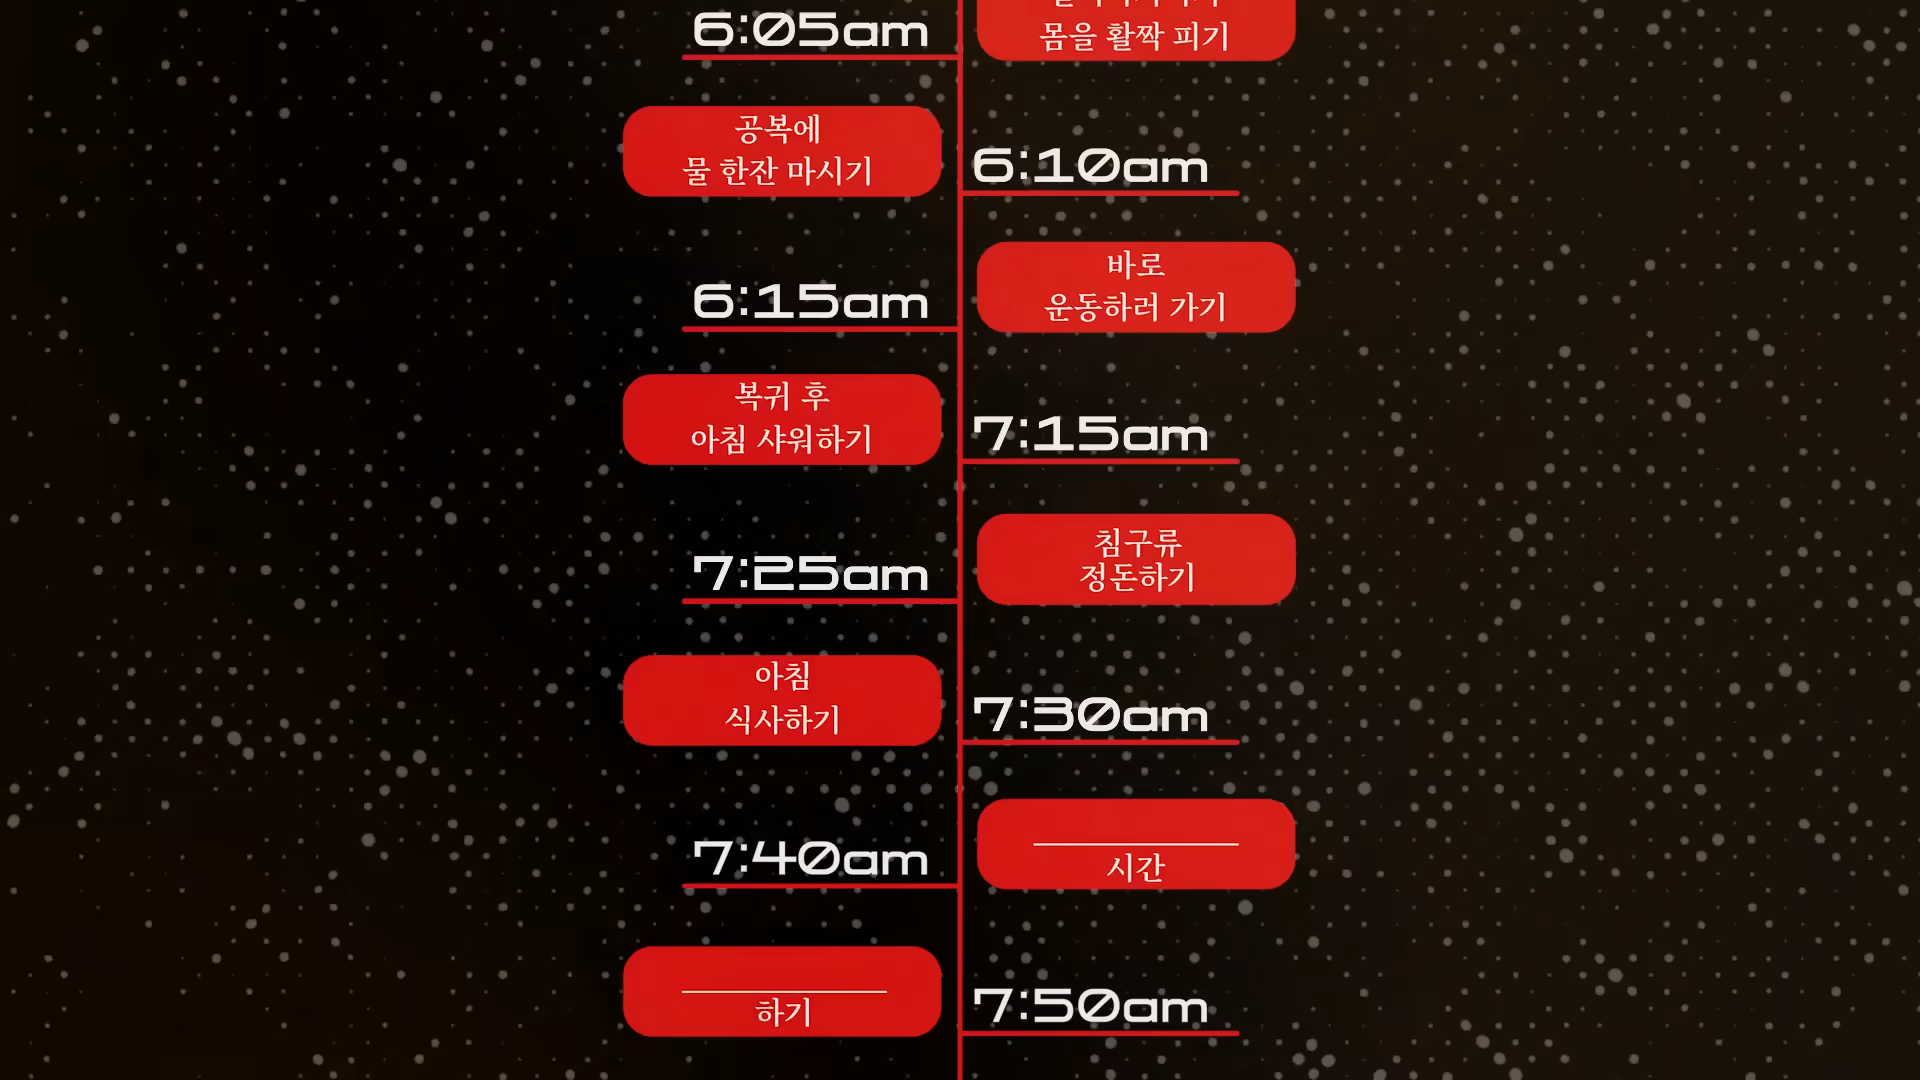 6:05am
몸을 활짝 피기
공복에
물 한잔 마시기
6:10am
6:15am
바로
운동하러 가기
복귀 후
아침 샤워하기
7:15am
7:25am
침구류
정돈하기
아침
식사하기
7:30am
7:40am
시간
하기
7:50am